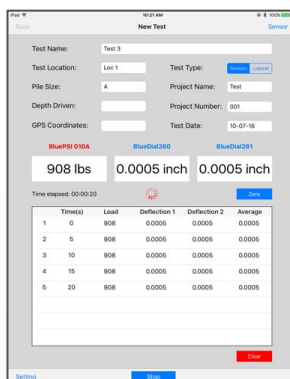 iPad 10:21 AM 100%
Back New Test Sensor
Test Name: Test 3
Test Location: Loc 1 Test Type: Tension Lateral
Pile Size: A Project Name: Test
Depth Driven: Project Number: 001
GPS Coordinates: Test Date: 10-07-16
BluePSI 010A BlueDial260 BlueDial261
908 lbs 0.0005 inch 0.0005 inch
Time elapsed: 00:00:20 Zero
Time(s) Load Deflection 1 Deflection 2 Average
1 0 908 0.0005 0.0005 0.0005
2 5 908 0.0005 0.0005 0.0005
3 10 908 0.0005 0.0005 0.0005
4 15 908 0.0005 0.0005 0.0005
5 20 908 0.0005 0.0005 0.0005
Clear
Setting Stop